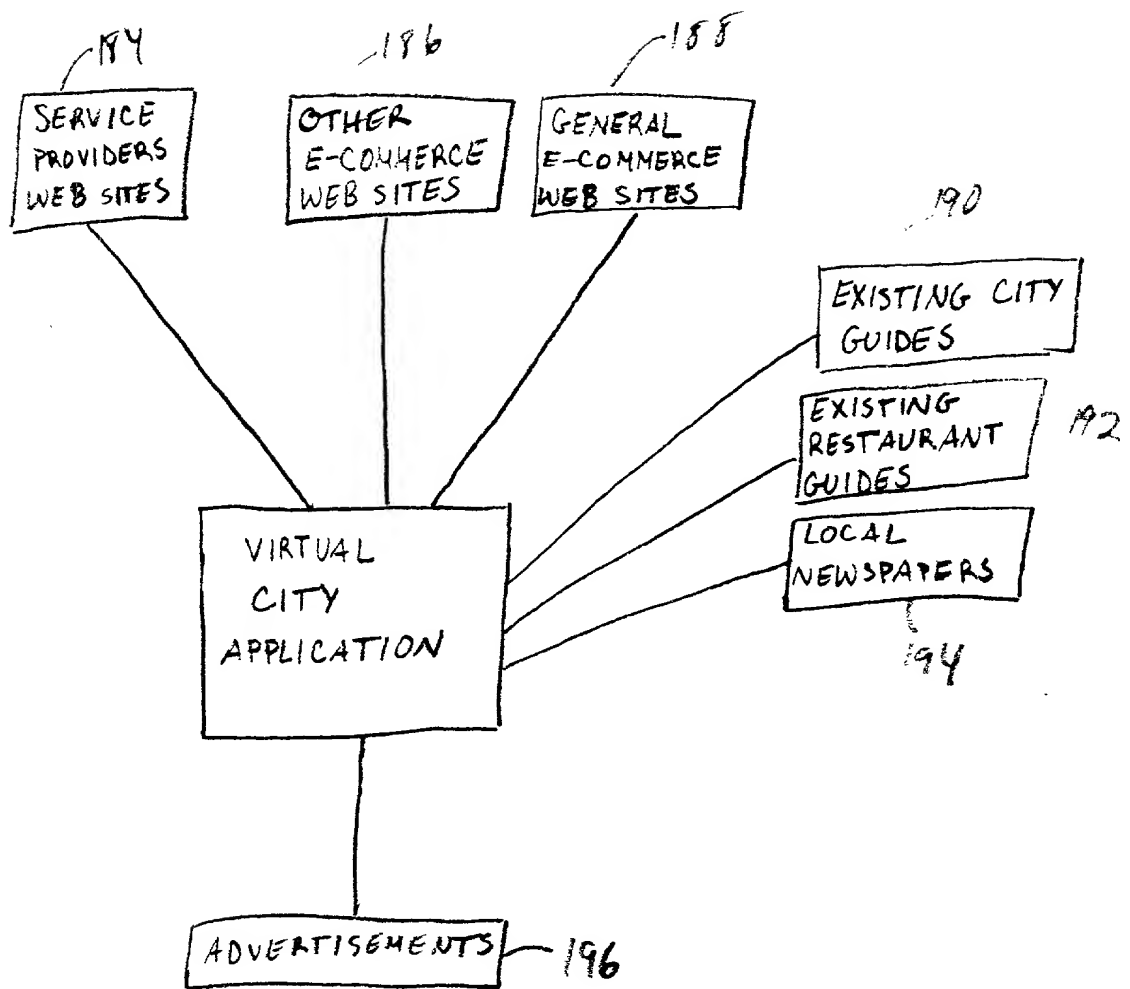 184
SERVICE
PROVIDERS
WEB SITES
186
OTHER
E-COMMERCE
WEB SITES
188
GENERAL
E-COMMERCE
WEB SITES
190
EXISTING CITY
GUIDES
EXISTING
RESTAURANT
GUIDES
192
LOCAL
NEWSPAPERS
194
VIRTUAL
CITY
APPLICATION
ADVERTISEMENTS
196